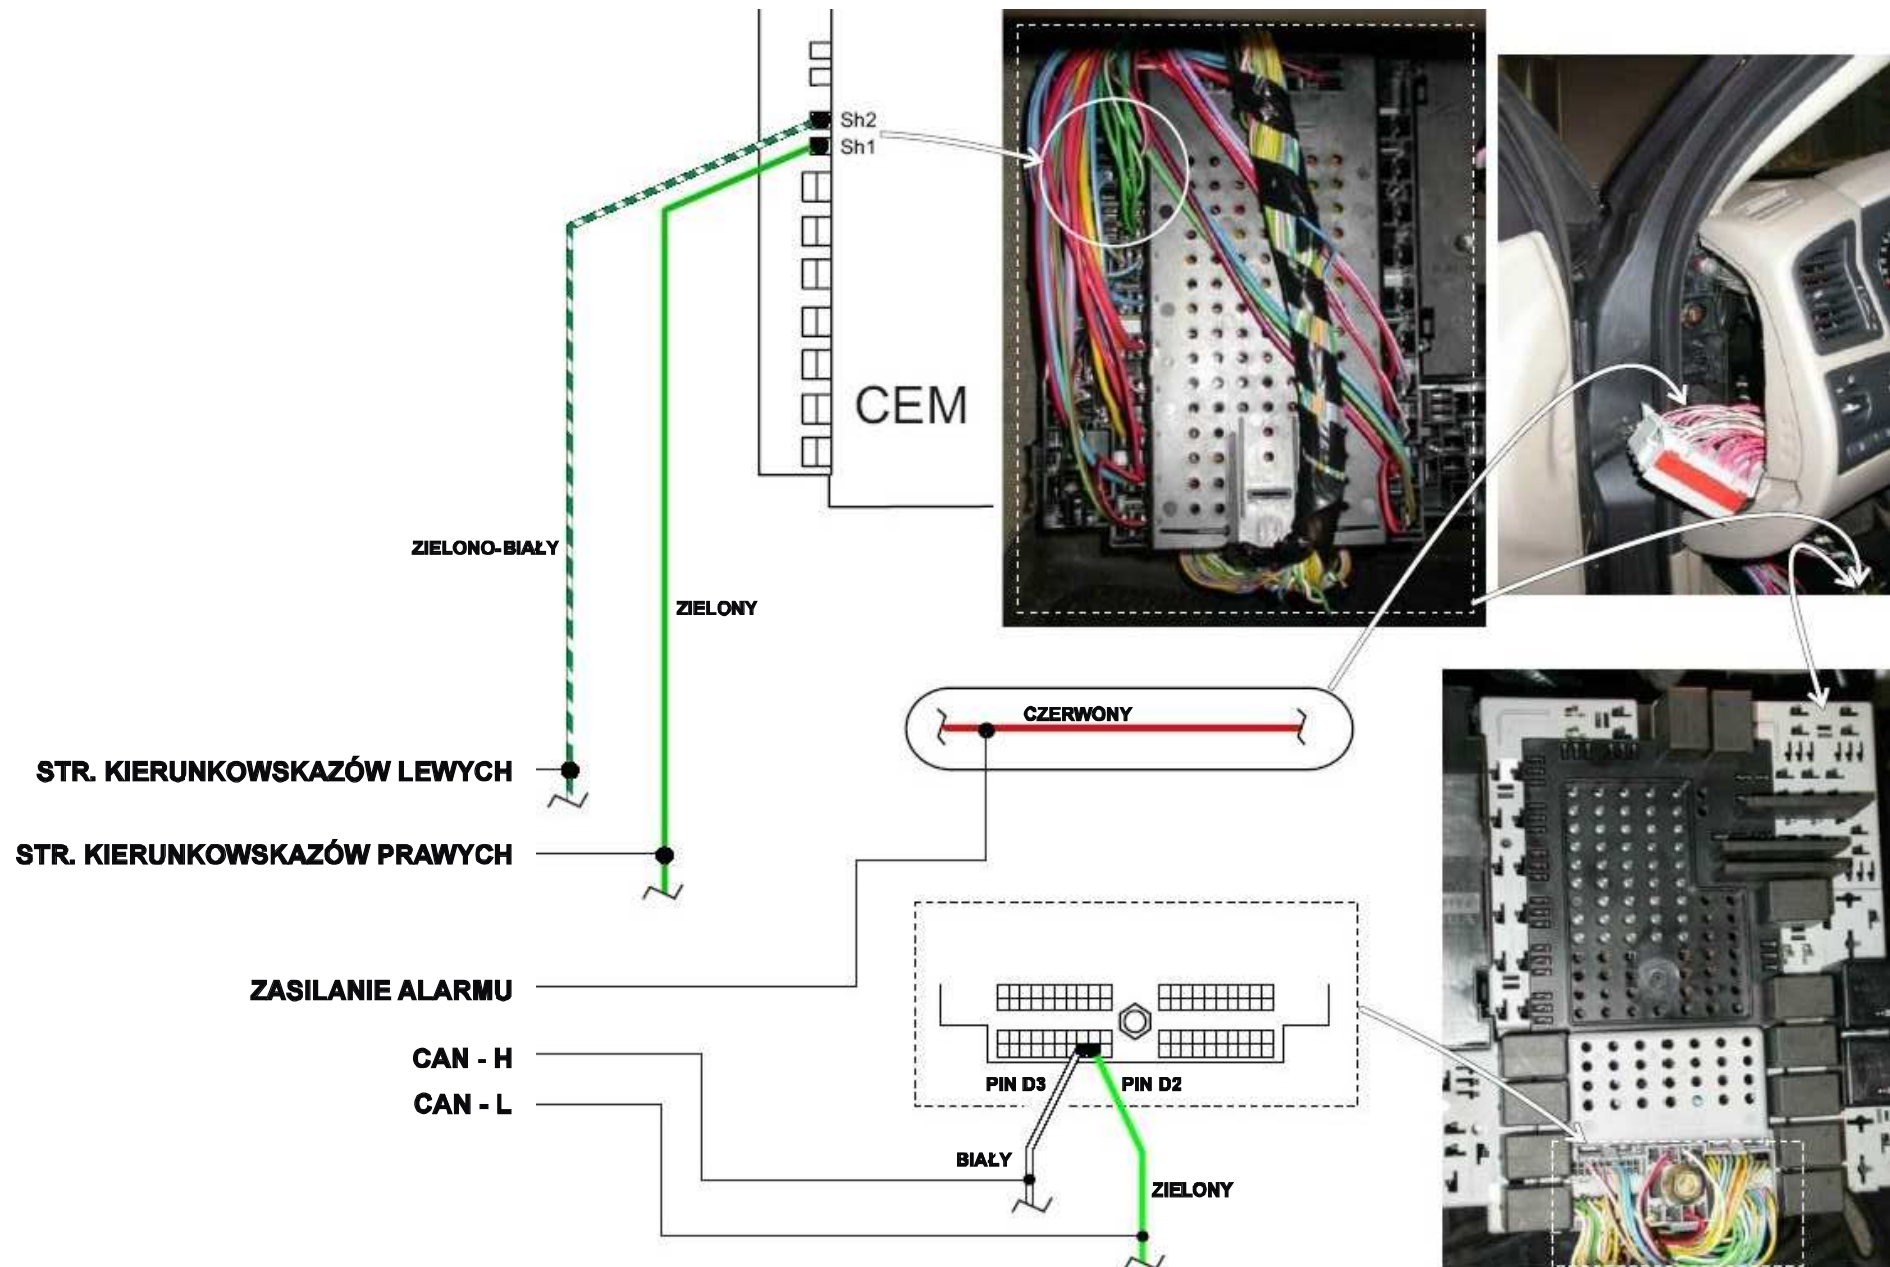 Sh2
Sh1
CEM
ZIELONO-BIAŁY
ZIELONY
CZERWONY
STR. KIERUNKOWSKAZÓW LEWYCH
STR. KIERUNKOWSKAZÓW PRAWYCH
ZASILANIE ALARMU
CAN - H
CAN - L
PIN D3
PIN D2
BIAŁY
ZIELONY